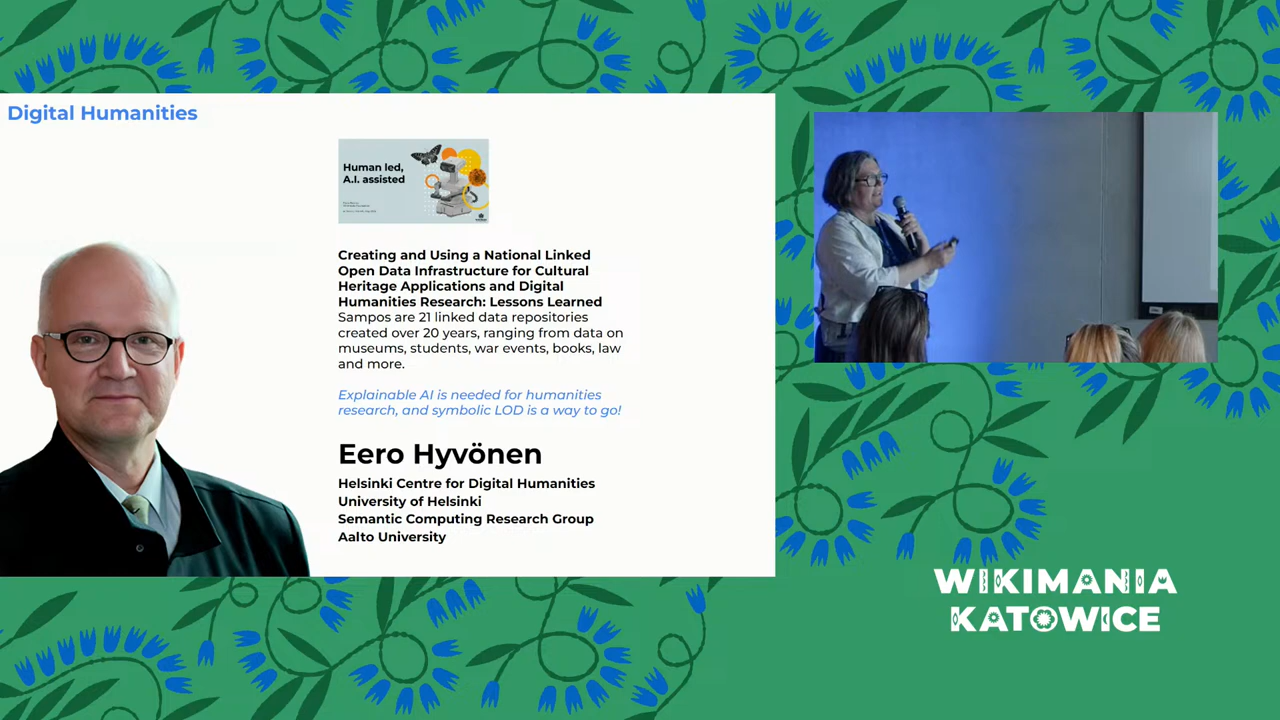 Digital Humanities
Human led,
A.I. assisted
Creating and Using a National Linked
Open Data Infrastructure for Cultural
Heritage Applications and Digital
Humanities Research: Lessons Learned
Sampos are 21 linked data repositories
created over 20 years, ranging from data on
museums, students, war events, books, law
and more.
Explainable AI is needed for humanities
research, and symbolic LOD is a way to go!
Eero Hyvönen
Helsinki Centre for Digital Humanities
University of Helsinki
Semantic Computing Research Group
Aalto University
WIKIMANIA
KATOWICE